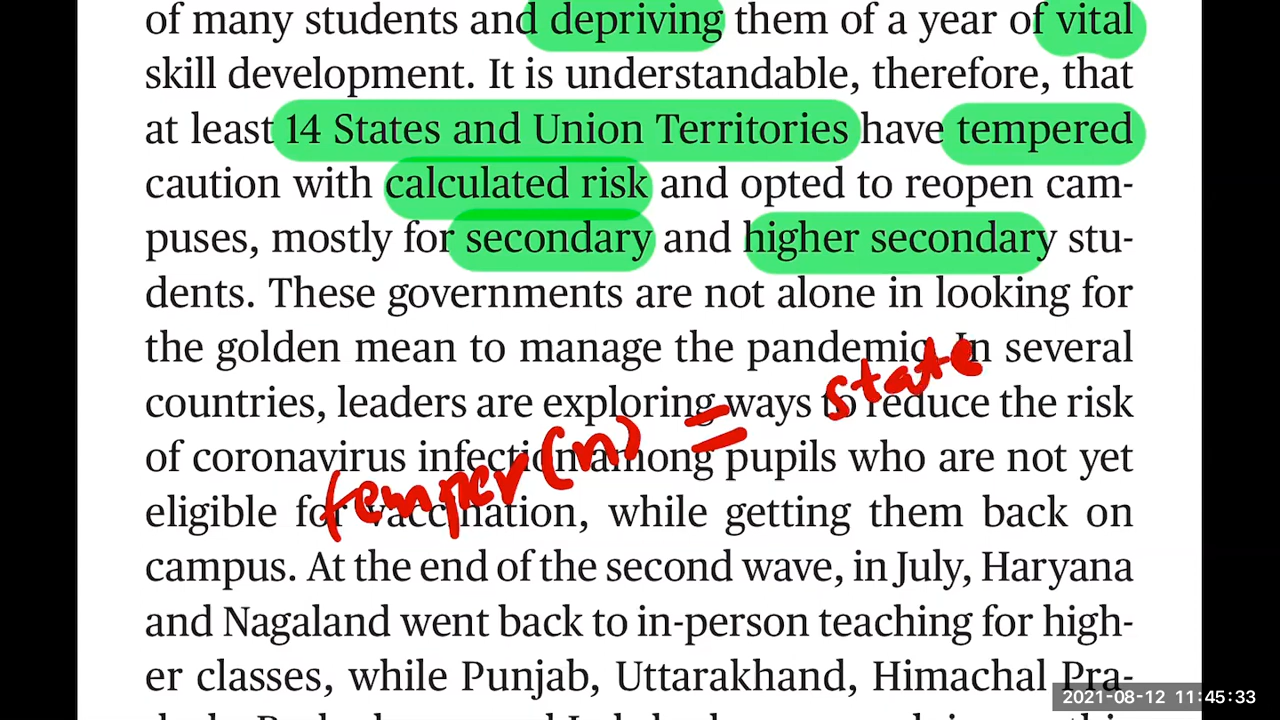 of many students and depriving them of a year of vital
skill development. It is understandable, therefore, that
at least 14 States and Union Territories have tempered
caution with calculated risk and opted to reopen cam-
puses, mostly for secondary and higher secondary stu-
dents. These governments are not alone in looking for
the golden mean to manage the pandemic. In several
countries, leaders are exploring ways to reduce the risk
of coronavirus infection among pupils who are not yet
eligible for vaccination, while getting them back on
campus. At the end of the second wave, in July, Haryana
and Nagaland went back to in-person teaching for high-
er classes, while Punjab, Uttarakhand, Himachal Pra-
temper (n) = state
2021-08-12 11:45:33